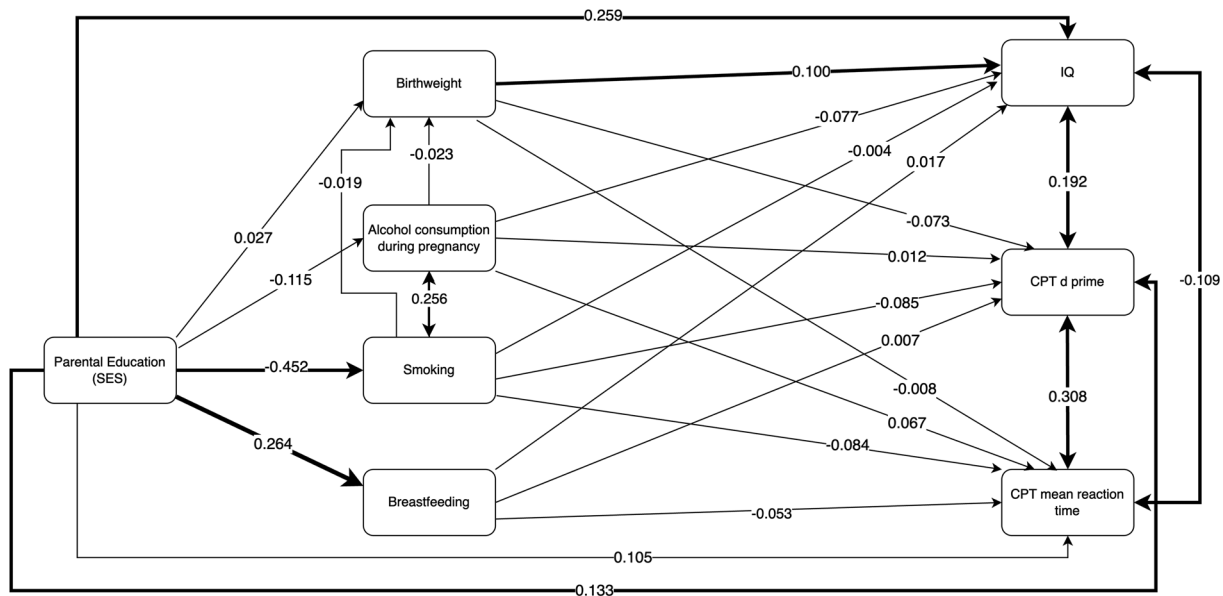 0.259
Birthweight
0.100
IQ
-0.077
-0.023
-0.004
0.017
-0.019
0.192
Alcohol consumption
during pregnancy
-0.073
0.027
0.012
CPT d prime
-0.109
-0.115
0.256
-0.085
0.007
Parental Education
(SES)
-0.452
Smoking
-0.008
0.308
0.067
0.264
-0.084
Breastfeeding
CPT mean reaction
time
-0.053
0.105
0.133